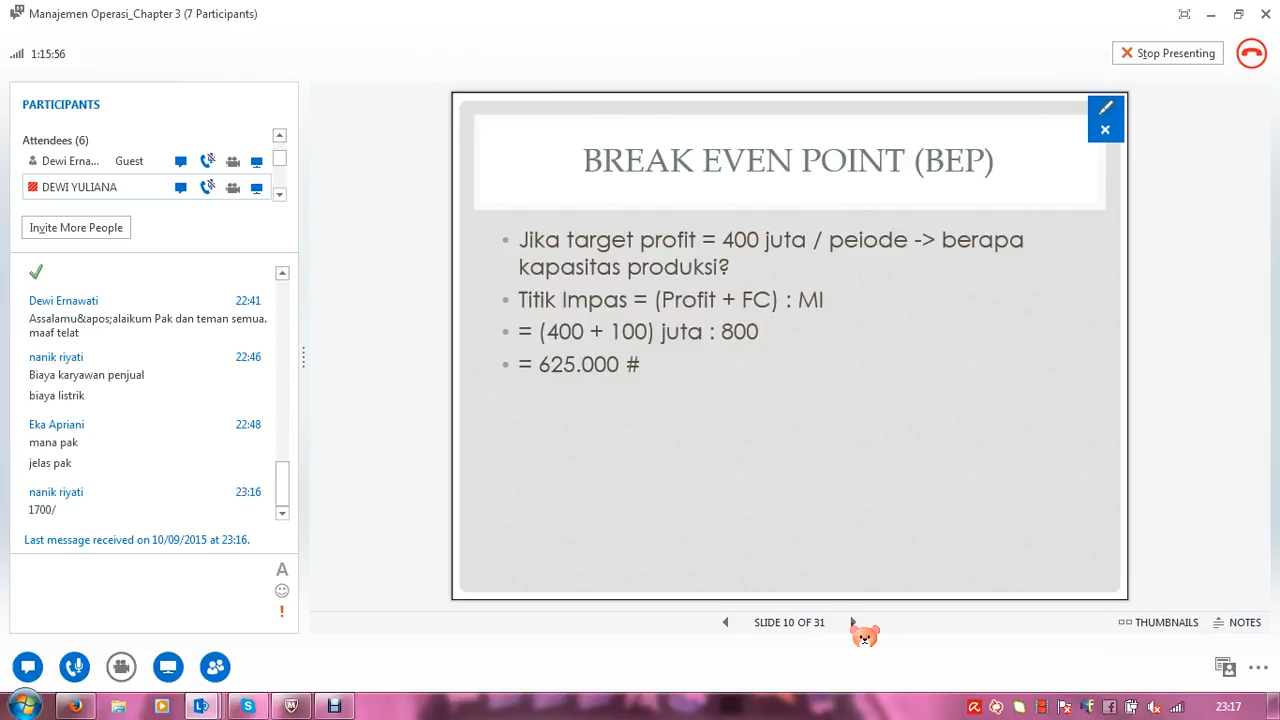 Manajemen Operasi_Chapter 3 (7 Participants)
1:15:56
Stop Presenting
PARTICIPANTS
Attendees (6)
Dewi Erna... Guest
DEWI YULIANA
Invite More People
Dewi Ernawati 22:41
Assalamu&apos;alaikum Pak dan teman semua.
maaf telat
nanik riyati 22:46
Biaya karyawan penjual
biaya listrik
Eka Apriani 22:48
mana pak
jelas pak
nanik riyati 23:16
1700/
Last message received on 10/09/2015 at 23:16.
A
!
BREAK EVEN POINT (BEP)
• Jika target profit = 400 juta / peiode -> berapa
kapasitas produksi?
• Titik Impas = (Profit + FC) : MI
• = (400 + 100) juta : 800
• = 625.000 #
SLIDE 10 OF 31
THUMBNAILS
NOTES
23:17